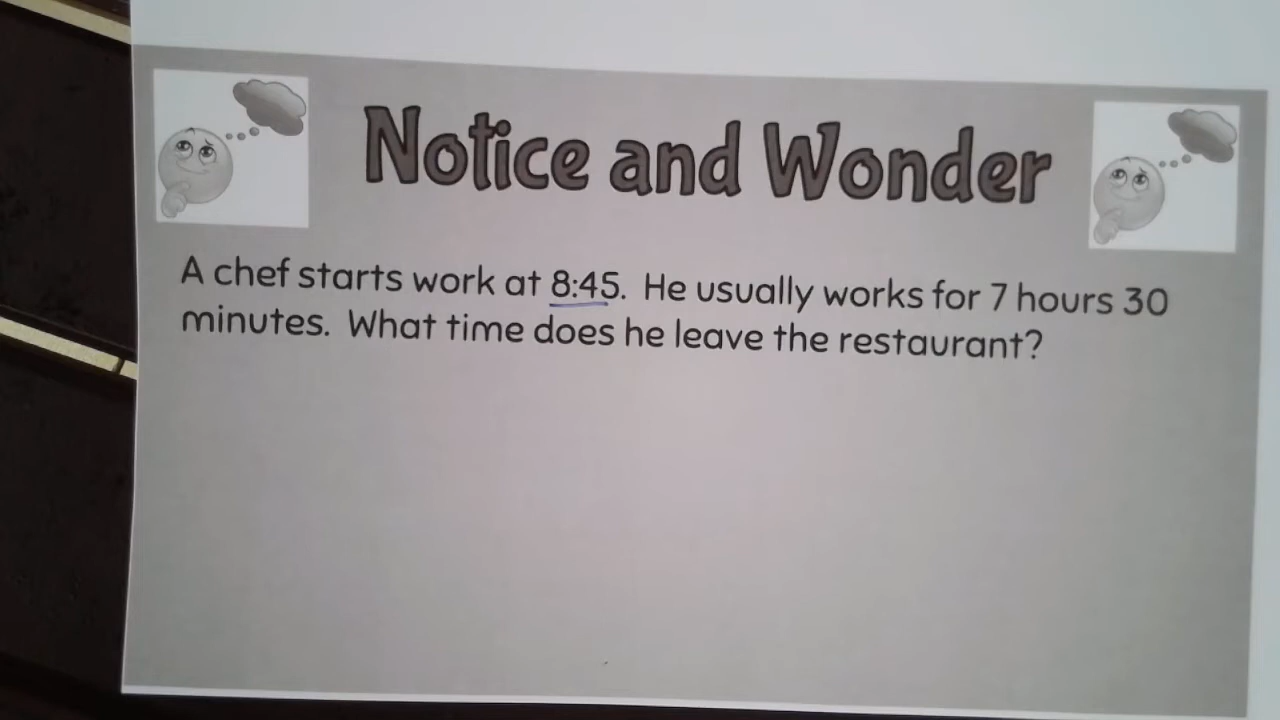 Notice and Wonder
A chef starts work at 8:45. He usually works for 7 hours 30
minutes. What time does he leave the restaurant?